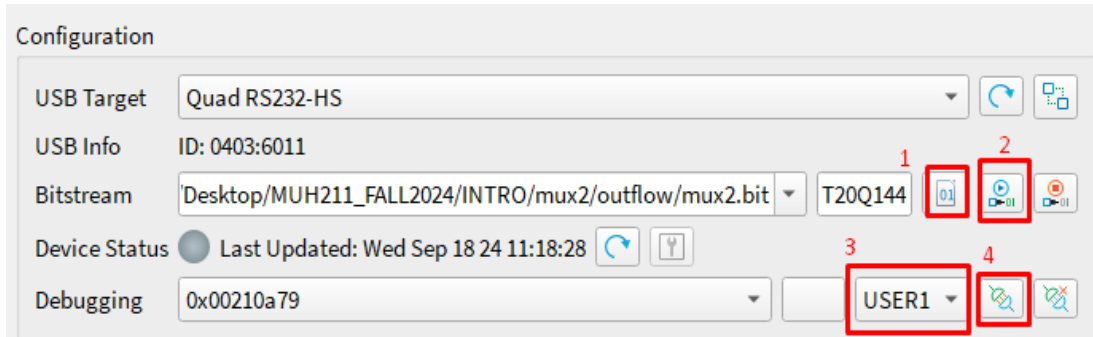 Configuration
USB Target Quad RS232-HS
USB Info ID: 0403:6011
1 2
Bitstream 'Desktop/MUH211_FALL2024/INTRO/mux2/outflow/mux2.bit T20Q144 01 01 01
Device Status Last Updated: Wed Sep 18 24 11:18:28
3 4
Debugging 0x00210a79 USER1